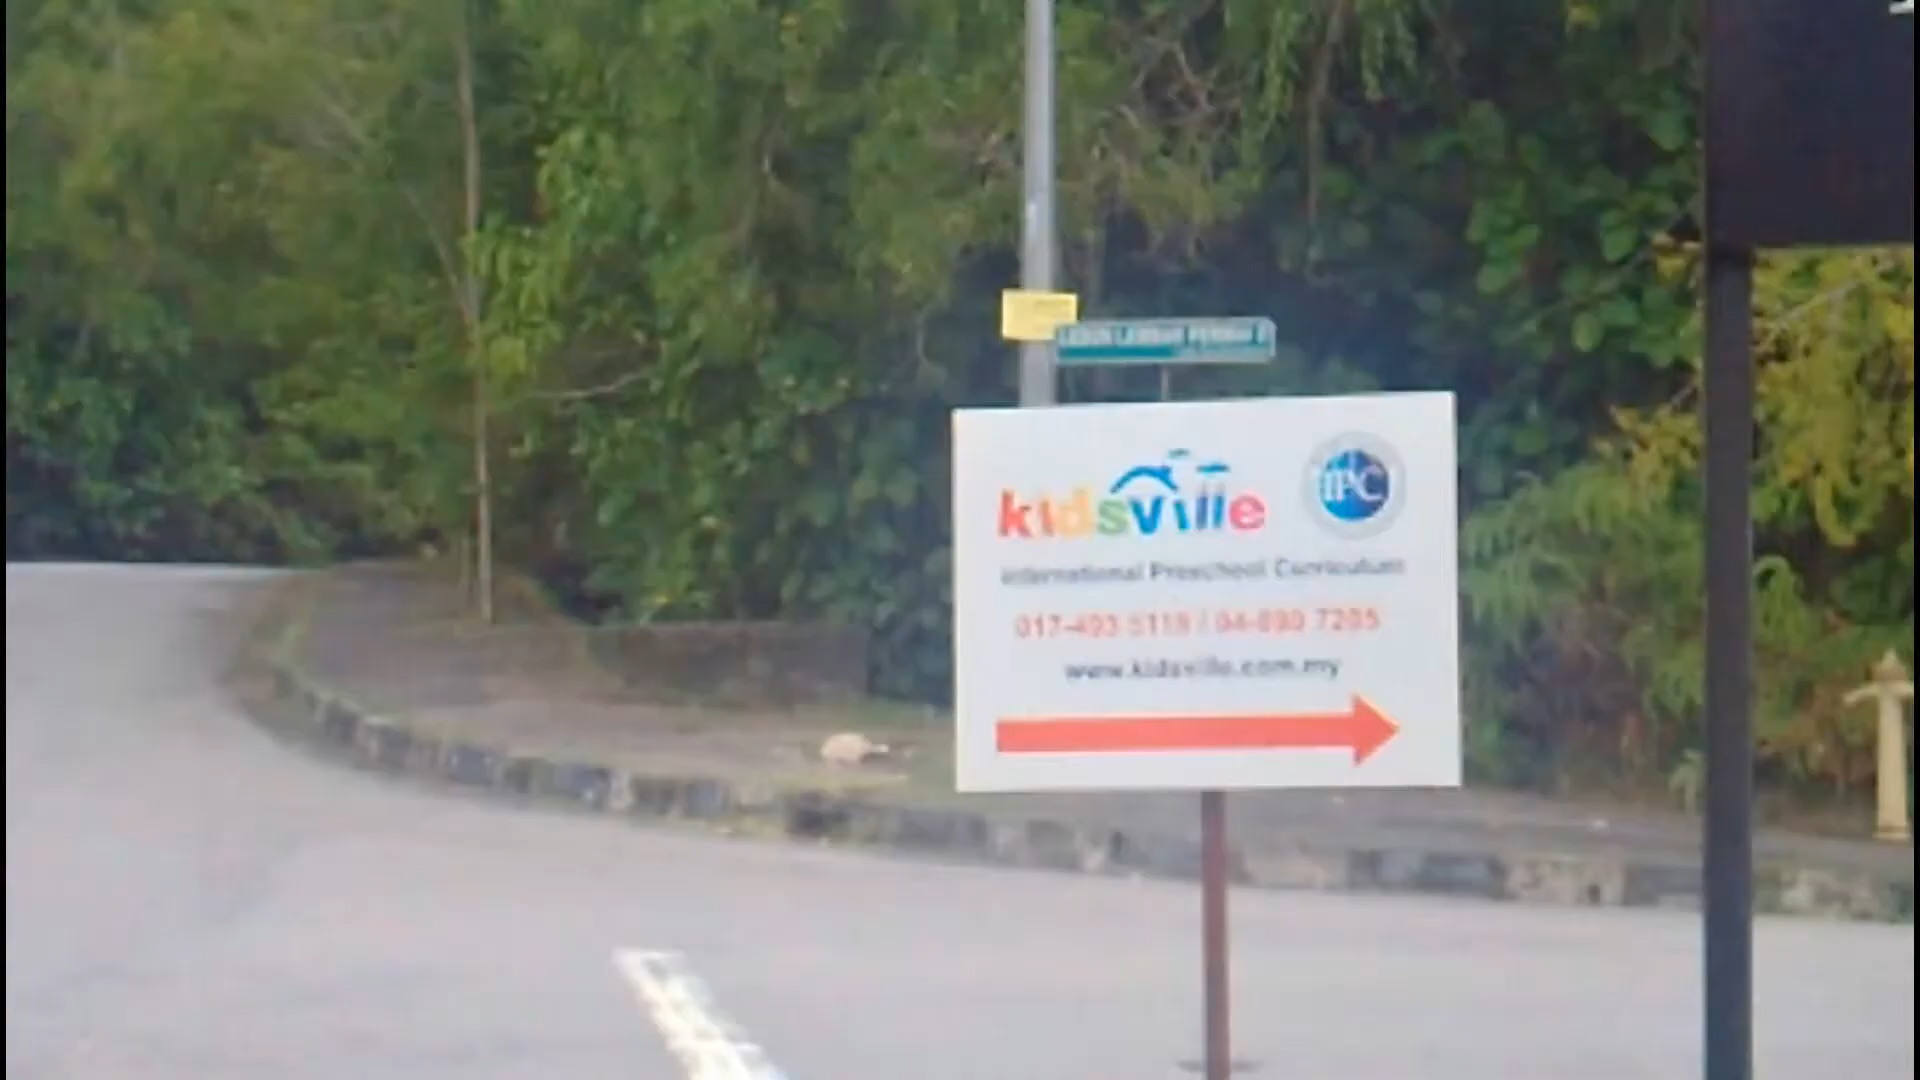 kidsville
IPC
International Preschool Curriculum
017-493 5118 / 04-890 7205
www.kidsville.com.my